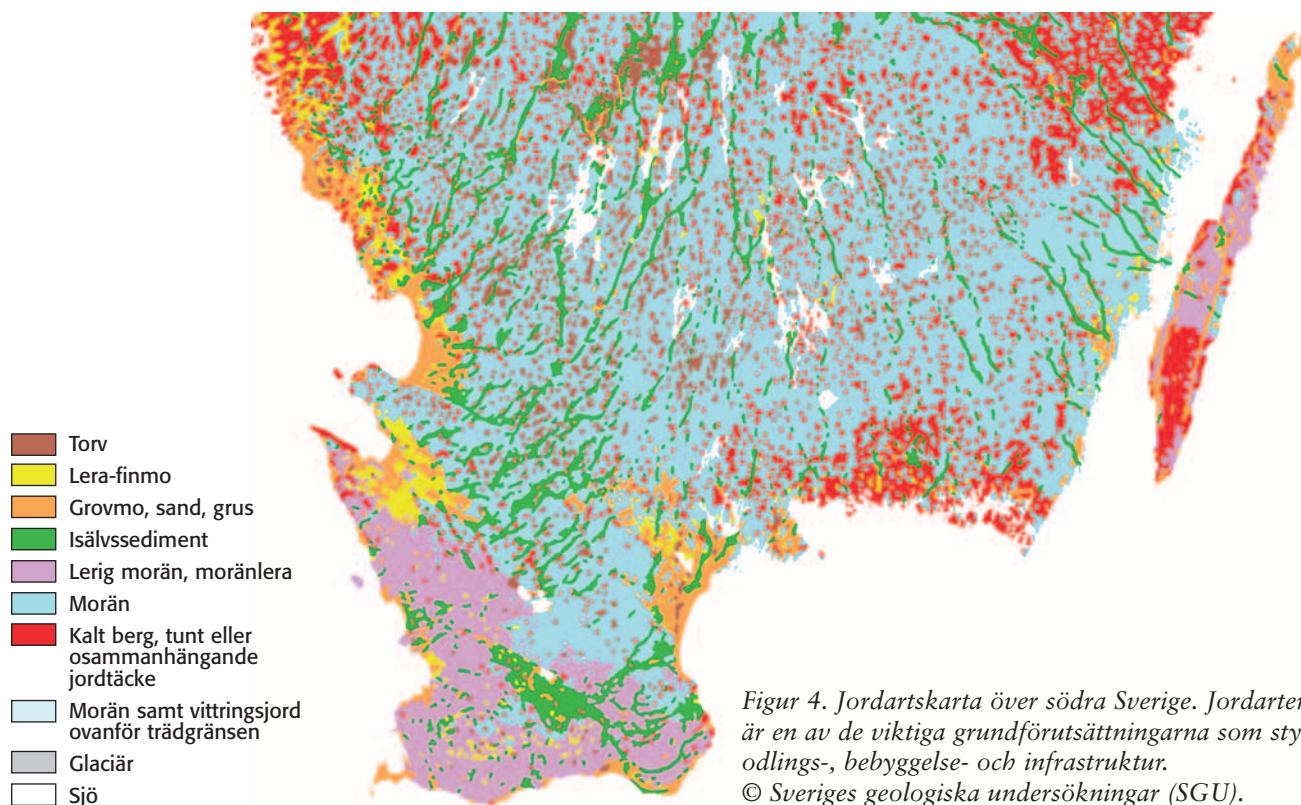 Torv
Lera-finmo
Grovmo, sand, grus
Isälvssediment
Lerig morän, moränlera
Morän
Kalt berg, tunt eller
osammanhängande
jordtäcke
Morän samt vittringsjord
ovanför trädgränsen
Glaciär
Sjö
Figur 4. Jordartskarta över södra Sverige. Jordarter
är en av de viktiga grundförutsättningarna som sty
odlings-, bebyggelse- och infrastruktur.
© Sveriges geologiska undersökningar (SGU).